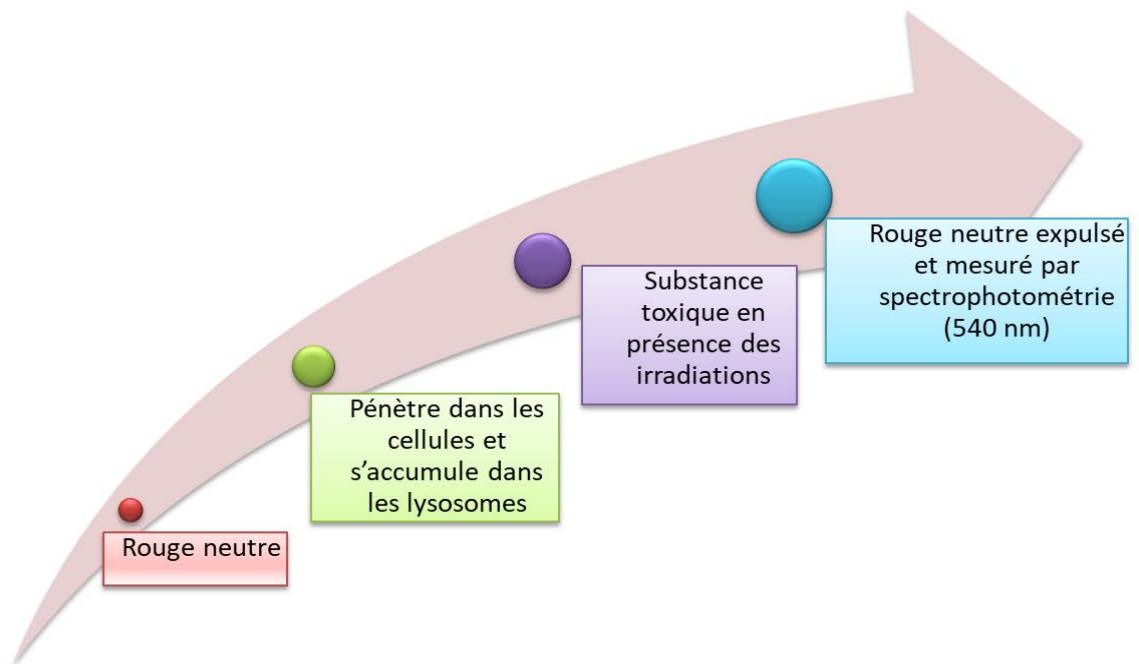 Rouge neutre
Pénètre dans les
cellules et
s’accumule dans
les lysosomes
Substance
toxique en
présence des
irradiations
Rouge neutre expulsé
et mesuré par
spectrophotométrie
(540 nm)